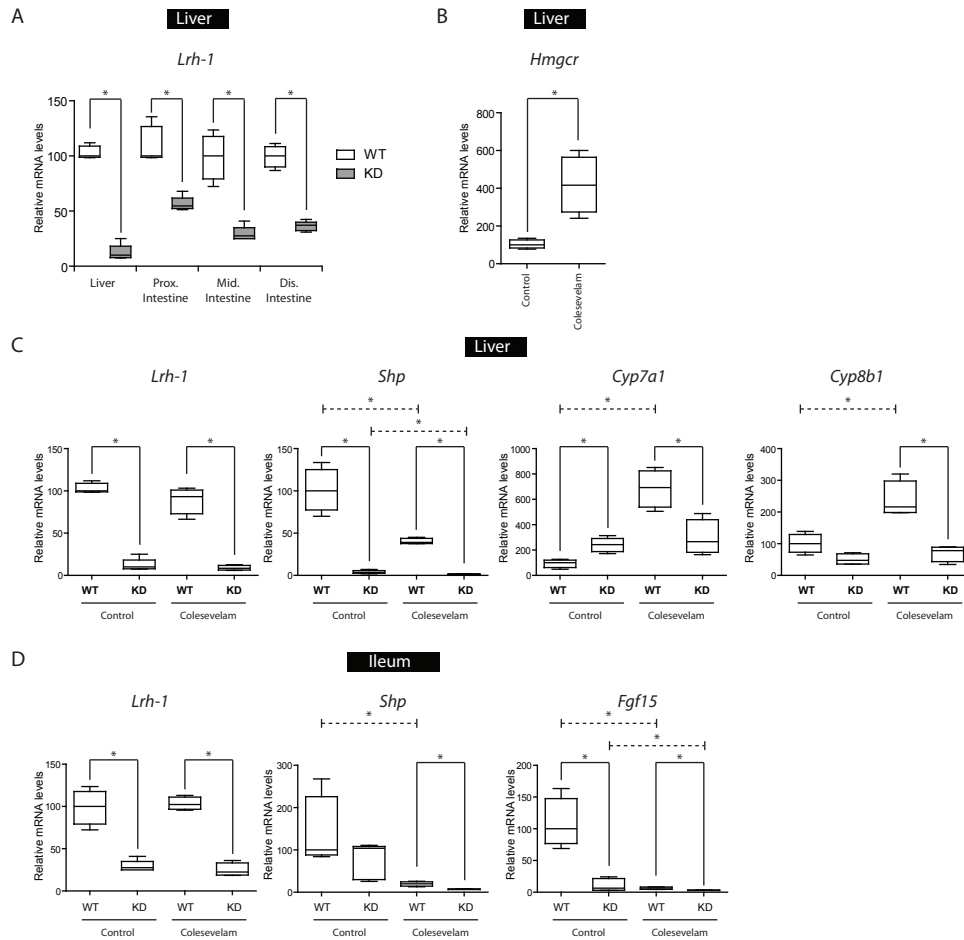 A
Liver
Lrh-1
Relative mRNA levels
150
100
50
0
* * * *
WT
KD
Liver
Prox. Intestine
Mid. Intestine
Dis. Intestine
B
Liver
Hmgcr
Relative mRNA levels
800
600
400
200
0
*
Control
Colesevelam
C
Liver
Lrh-1
Relative mRNA levels
150
100
50
0
* *
WT KD WT KD
Control Colesevelam
Shp
*
*
* *
Relative mRNA levels
150
100
50
0
WT KD WT KD
Control Colesevelam
Cyp7a1
*
* *
Relative mRNA levels
1000
800
600
400
200
0
WT KD WT KD
Control Colesevelam
Cyp8b1
*
*
Relative mRNA levels
400
300
200
100
0
WT KD WT KD
Control Colesevelam
D
Ileum
Lrh-1
Relative mRNA levels
150
100
50
0
* *
WT KD WT KD
Control Colesevelam
Shp
*
*
Relative mRNA levels
300
200
100
0
WT KD WT KD
Control Colesevelam
Fgf15
*
*
* *
Relative mRNA levels
200
150
100
50
0
WT KD WT KD
Control Colesevelam